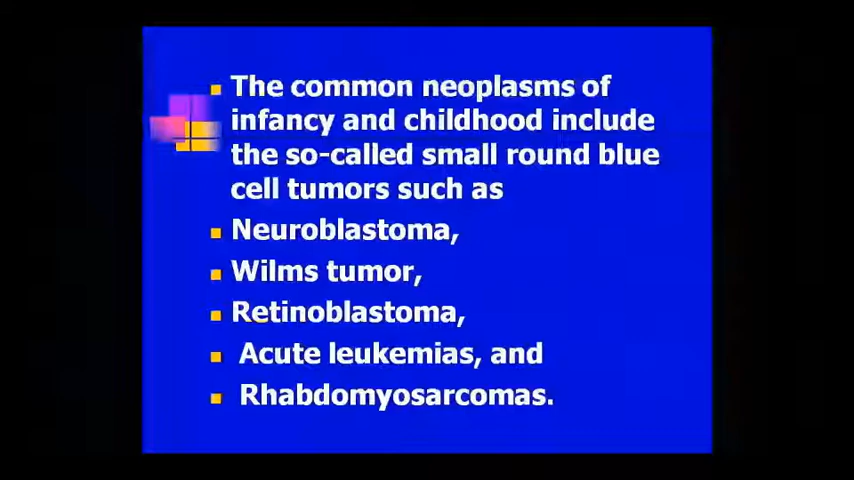 The common neoplasms of
infancy and childhood include
the so-called small round blue
cell tumors such as
Neuroblastoma,
Wilms tumor,
Retinoblastoma,
Acute leukemias, and
Rhabdomyosarcomas.